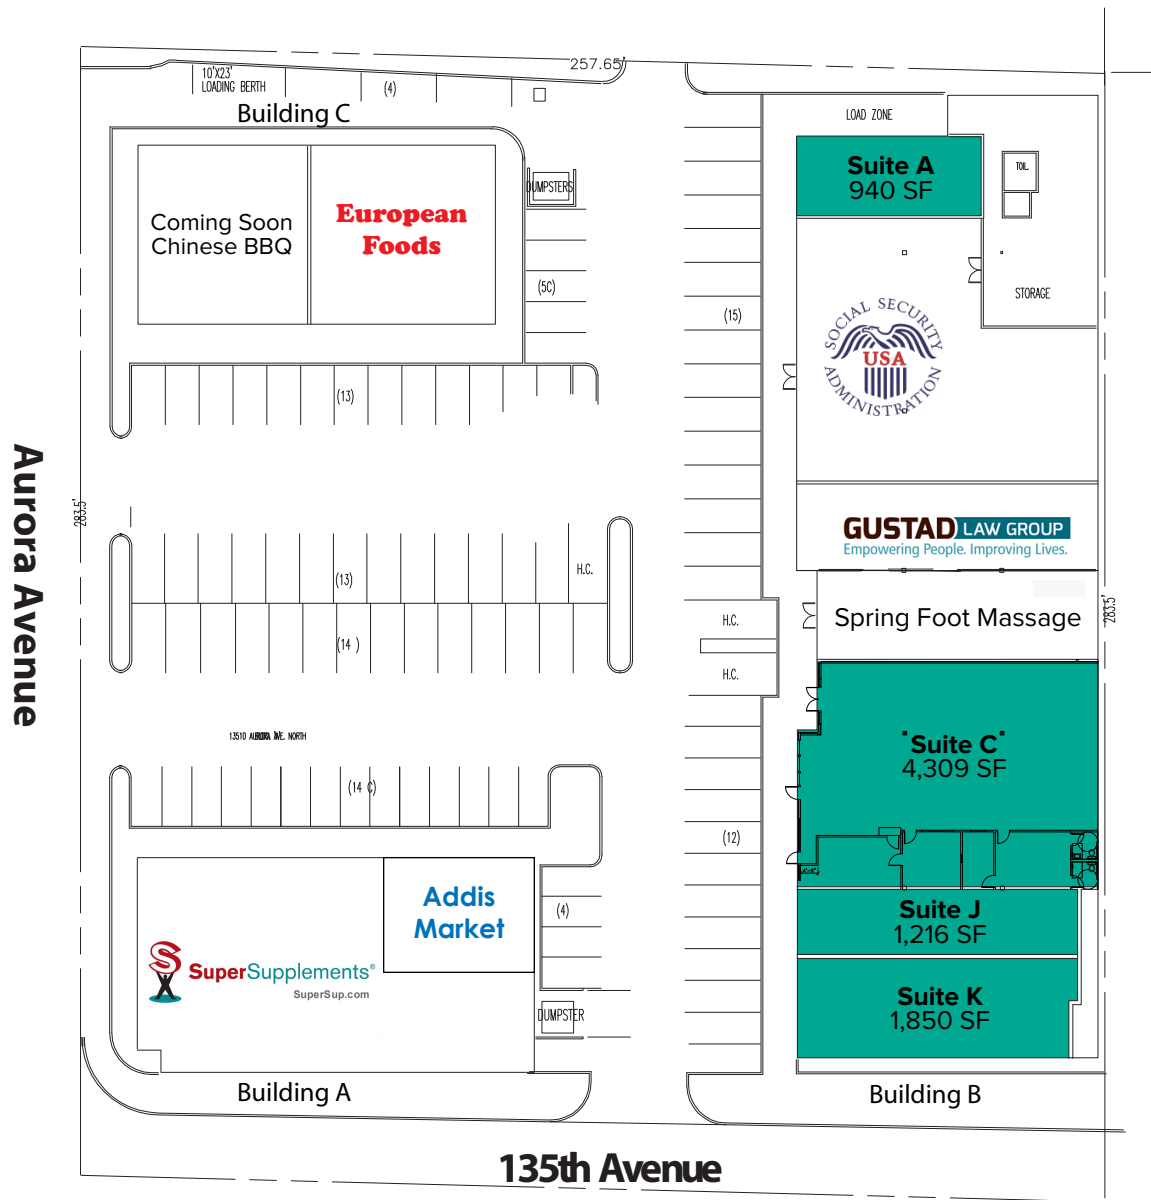 257.65'
10'X23'
LOADING BERTH
(4)
Building C
LOAD ZONE
Suite A
940 SF
TOIL.
DUMPSTERS
Coming Soon
Chinese BBQ
European
Foods
(5C)
STORAGE
(15)
SOCIAL SECURITY
USA
ADMINISTRATION
(13)
Aurora Avenue
283.5'
GUSTAD LAW GROUP
Empowering People. Improving Lives.
H.C.
(13)
Spring Foot Massage
283.5'
H.C.
(14 )
H.C.
13510 AURORA AVE. NORTH
Suite C
4,309 SF
(14 C)
(12)
Addis
Market
(4)
Suite J
1,216 SF
SuperSupplements®
SuperSup.com
Suite K
1,850 SF
DUMPSTER
Building A
Building B
135th Avenue